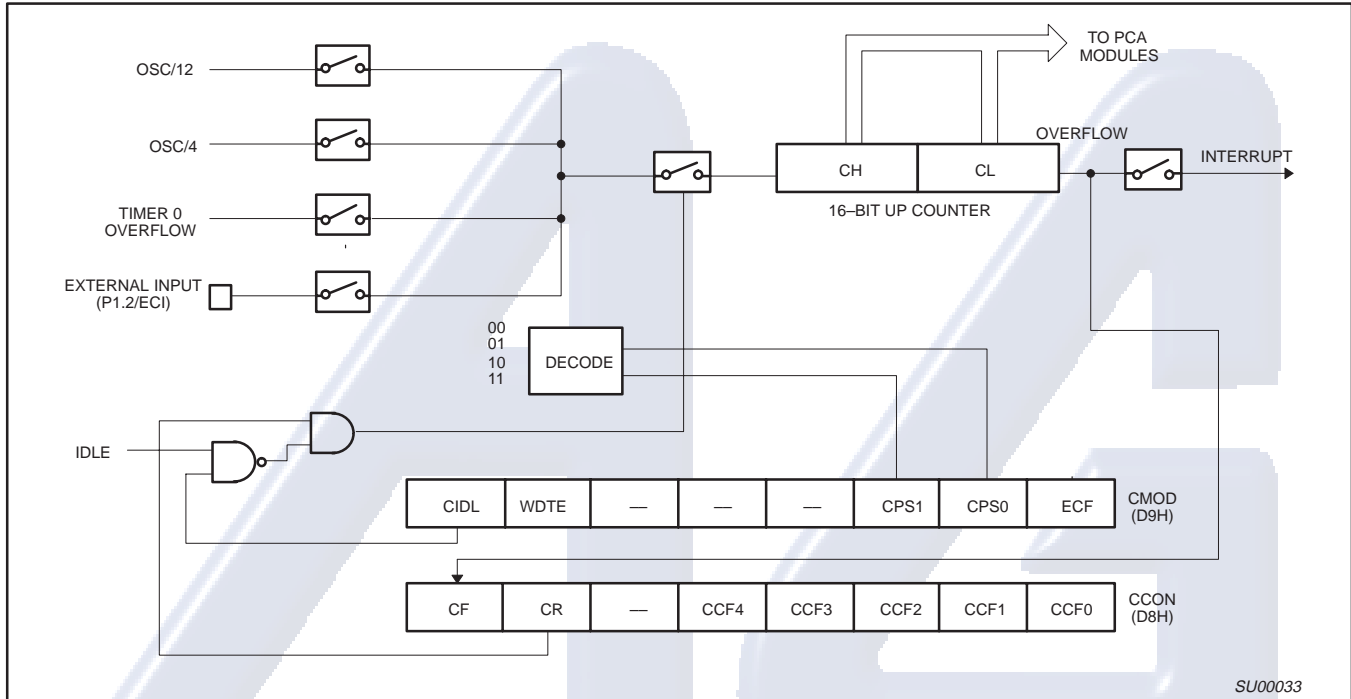 TO PCA
MODULES
OSC/12
OSC/4
OVERFLOW
INTERRUPT
CH
CL
16–BIT UP COUNTER
TIMER 0
OVERFLOW
EXTERNAL INPUT
(P1.2/ECI)
00
01
10
11
DECODE
IDLE
CIDL WDTE –– –– –– CPS1 CPS0 ECF
CMOD
(D9H)
CF CR –– CCF4 CCF3 CCF2 CCF1 CCF0
CCON
(D8H)
SU00033